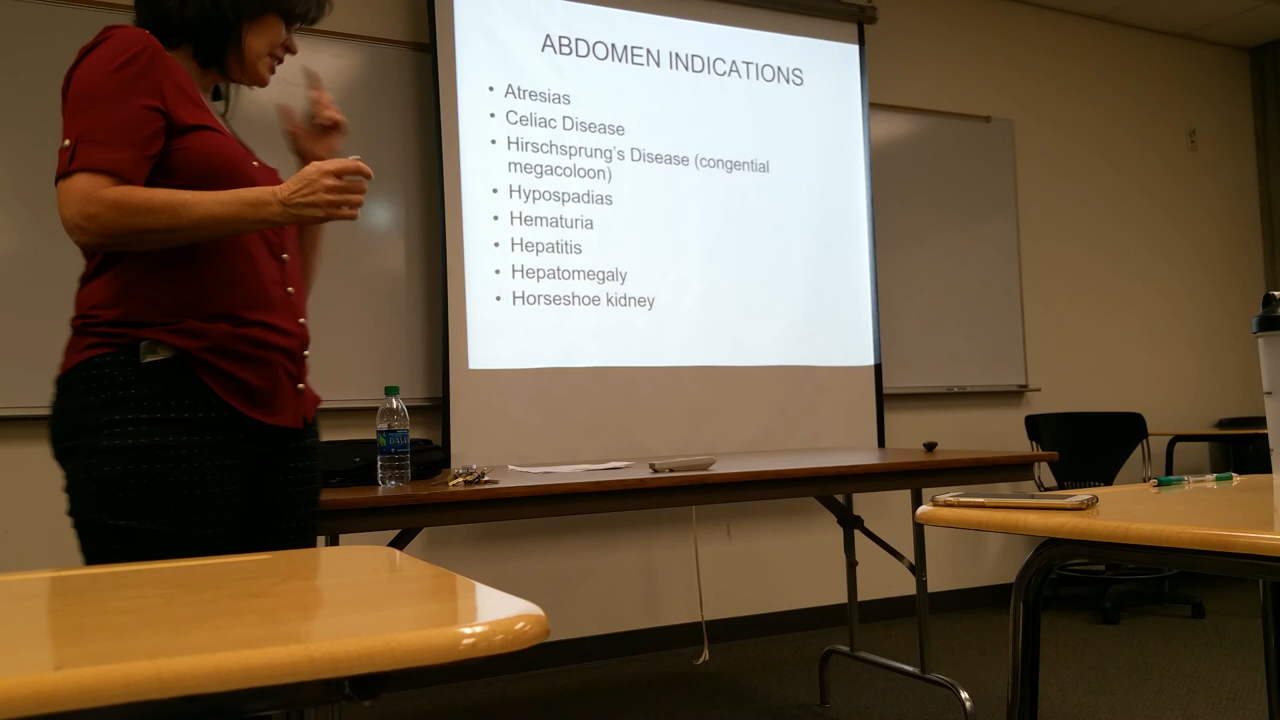 ABDOMEN INDICATIONS
• Atresias
• Celiac Disease
• Hirschsprung's Disease (congential
megacoloon)
• Hypospadias
• Hematuria
• Hepatitis
• Hepatomegaly
• Horseshoe kidney